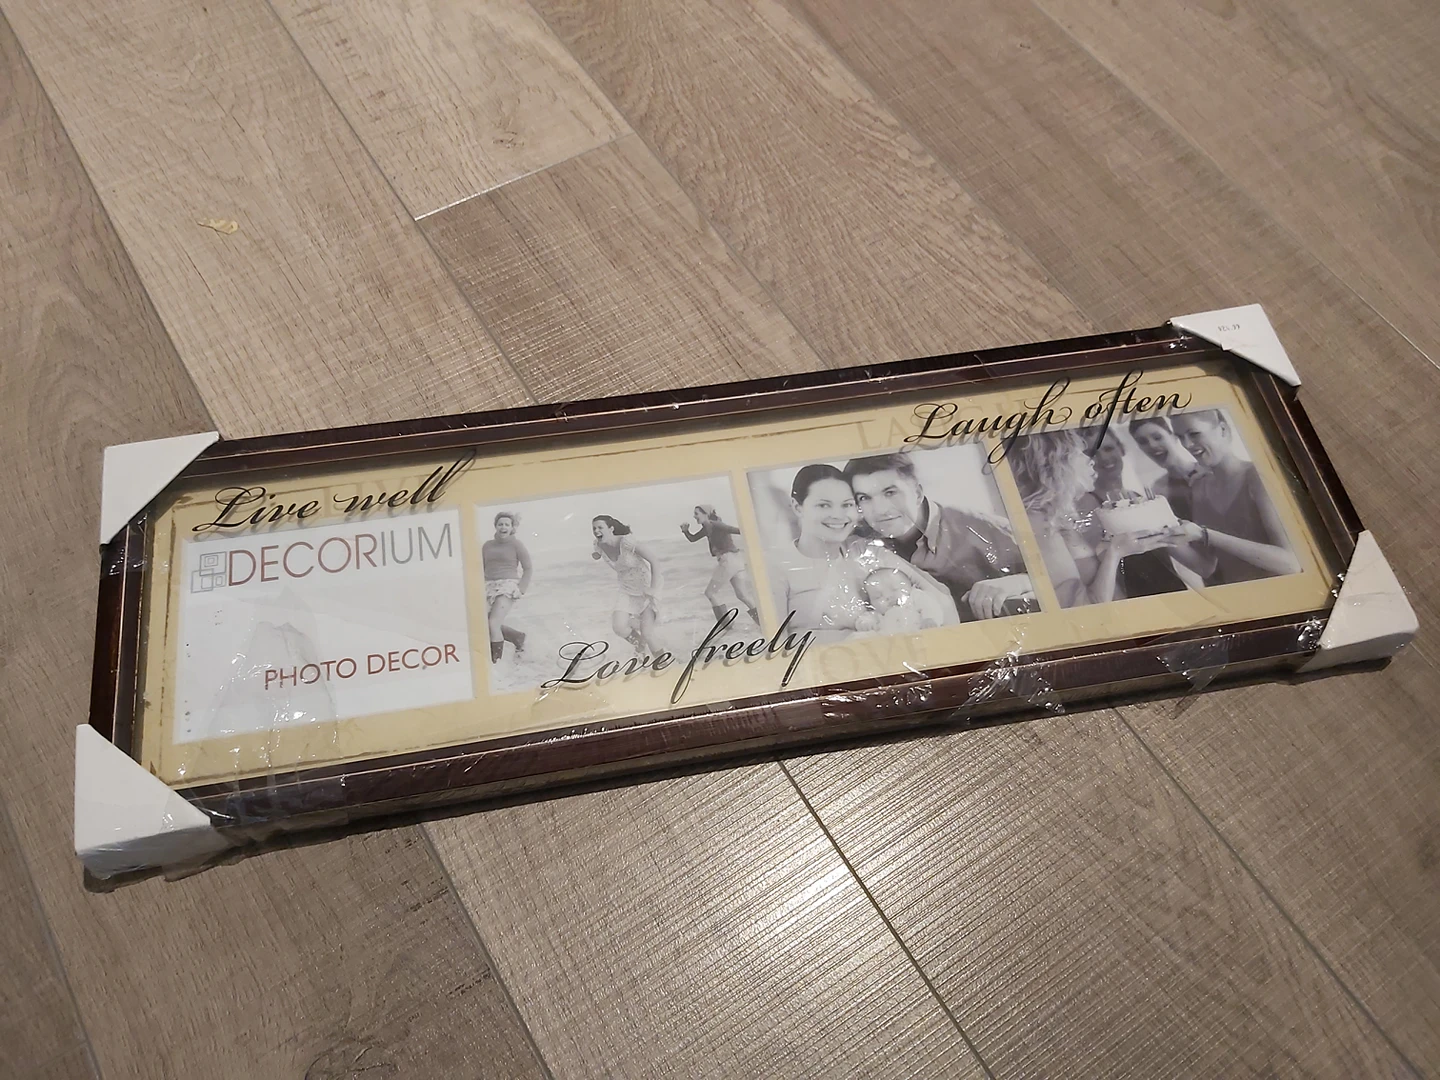 Live well
Laugh often
DECORIUM
PHOTO DECOR
Love freely